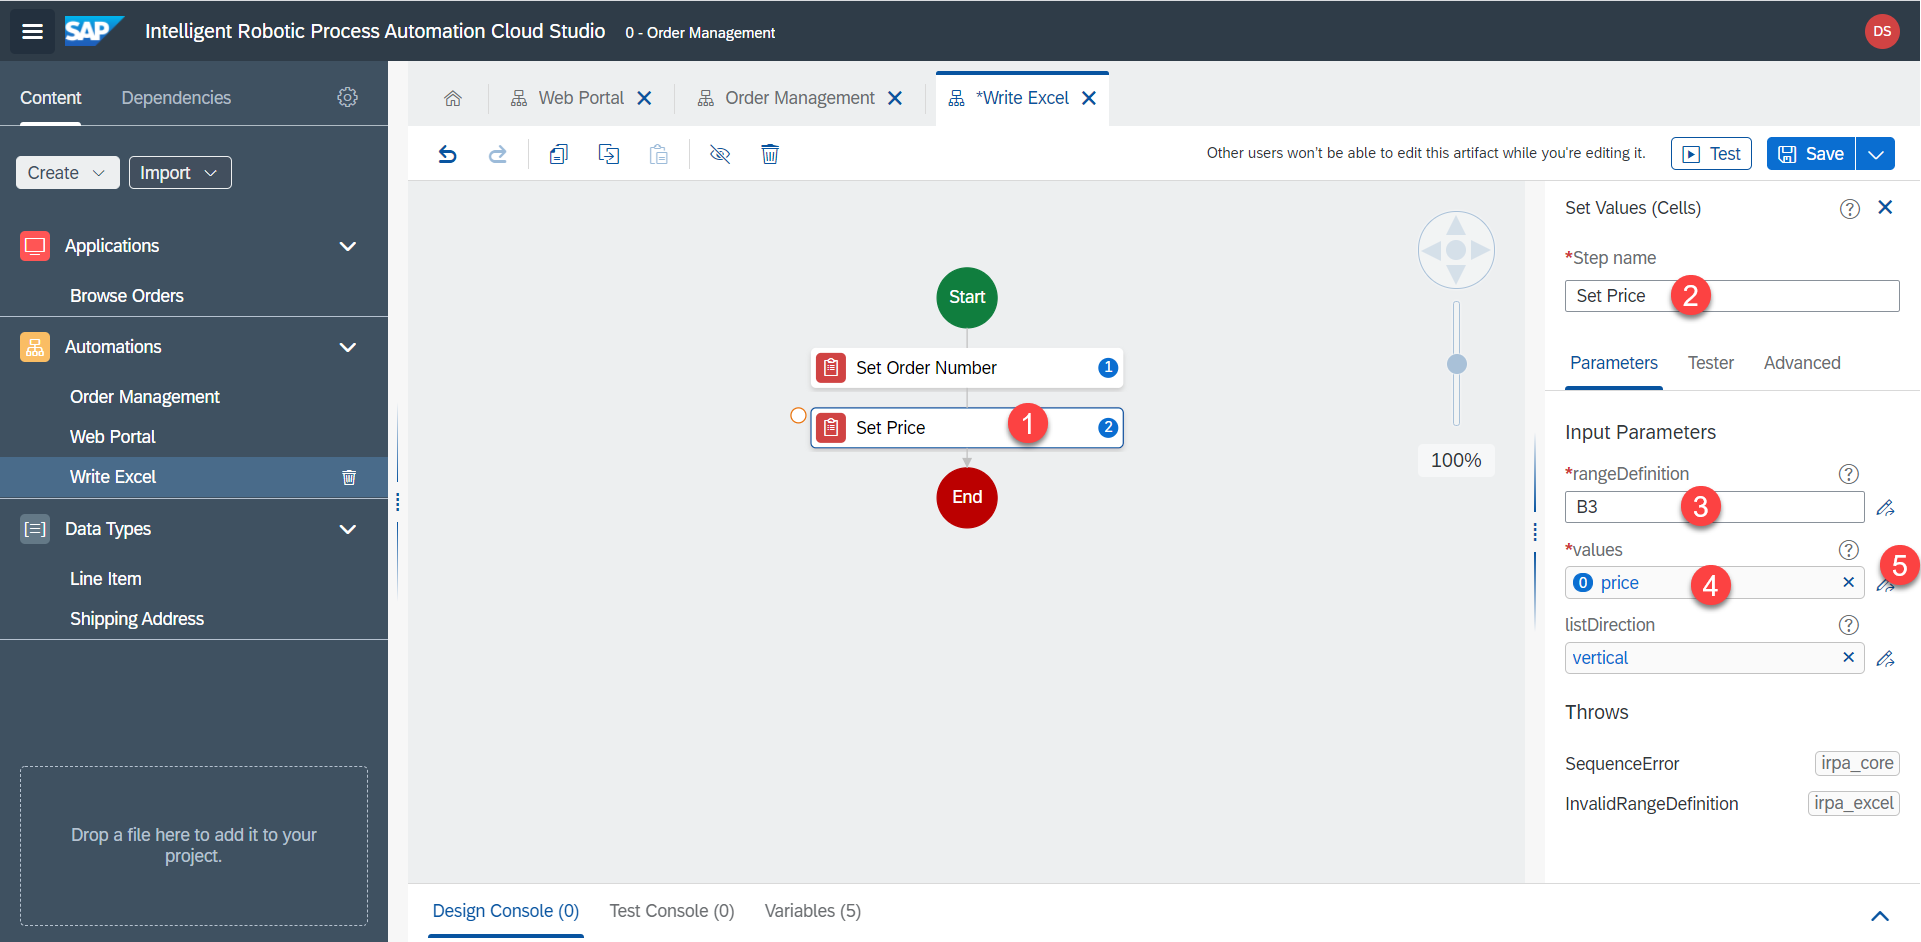 SAP Intelligent Robotic Process Automation Cloud Studio 0 - Order Management DS
Content Dependencies
Web Portal Order Management *Write Excel
Create Import
Other users won't be able to edit this artifact while you're editing it. Test Save
Applications
Browse Orders
Automations
Order Management
Web Portal
Write Excel
Data Types
Line Item
Shipping Address
Drop a file here to add it to your
project.
Start
Set Order Number 1
Set Price 1 2
End
100%
Set Values (Cells) ?
*Step name
Set Price 2
Parameters Tester Advanced
Input Parameters
*rangeDefinition ?
B3 3
*values ?
0 price 4 5
listDirection ?
vertical
Throws
SequenceError irpa_core
InvalidRangeDefinition irpa_excel
Design Console (0) Test Console (0) Variables (5)